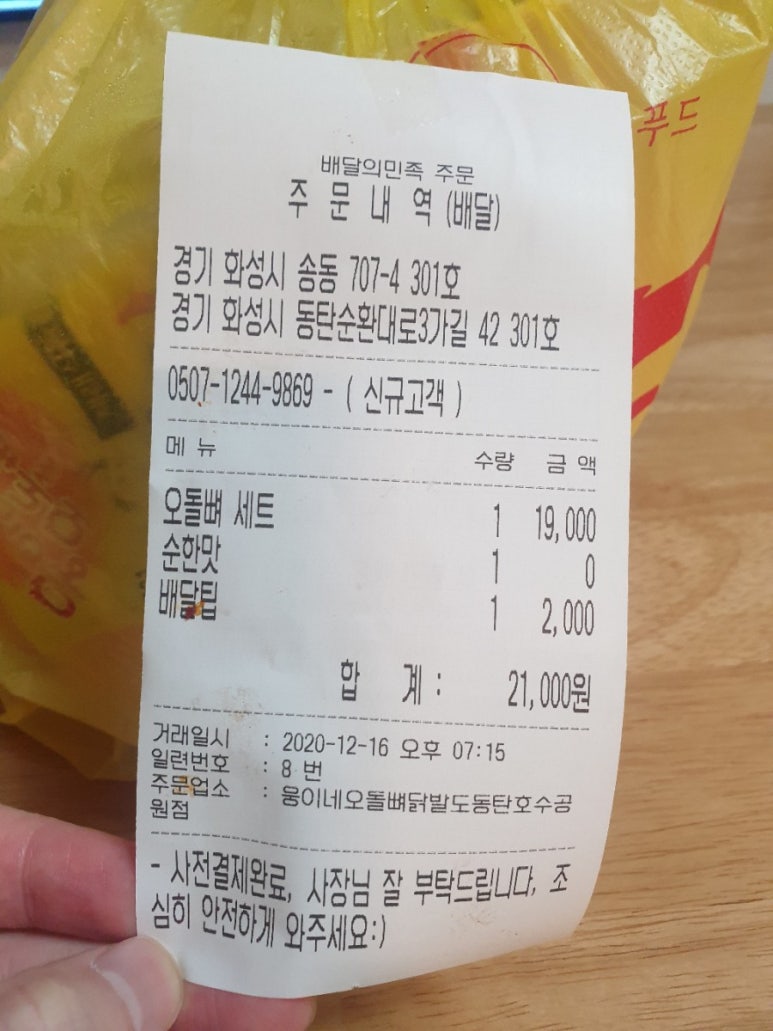 푸드
배달의민족 주문
주 문 내 역 (배달)
경기 화성시 송동 707-4 301호
경기 화성시 동탄순환대로3가길 42 301호
0507-1244-9869 - ( 신규고객 )
메 뉴 수량 금 액
오돌뼈 세트 1 19,000
순한맛 1 0
배달팁 1 2,000
합 계 : 21,000원
거래일시 : 2020-12-16 오후 07:15
일련번호 : 8 번
주문업소 : 웅이네오돌뼈닭발도동탄호수공
원점
- 사전결제완료, 사장님 잘 부탁드립니다, 조
심히 안전하게 와주세요:)